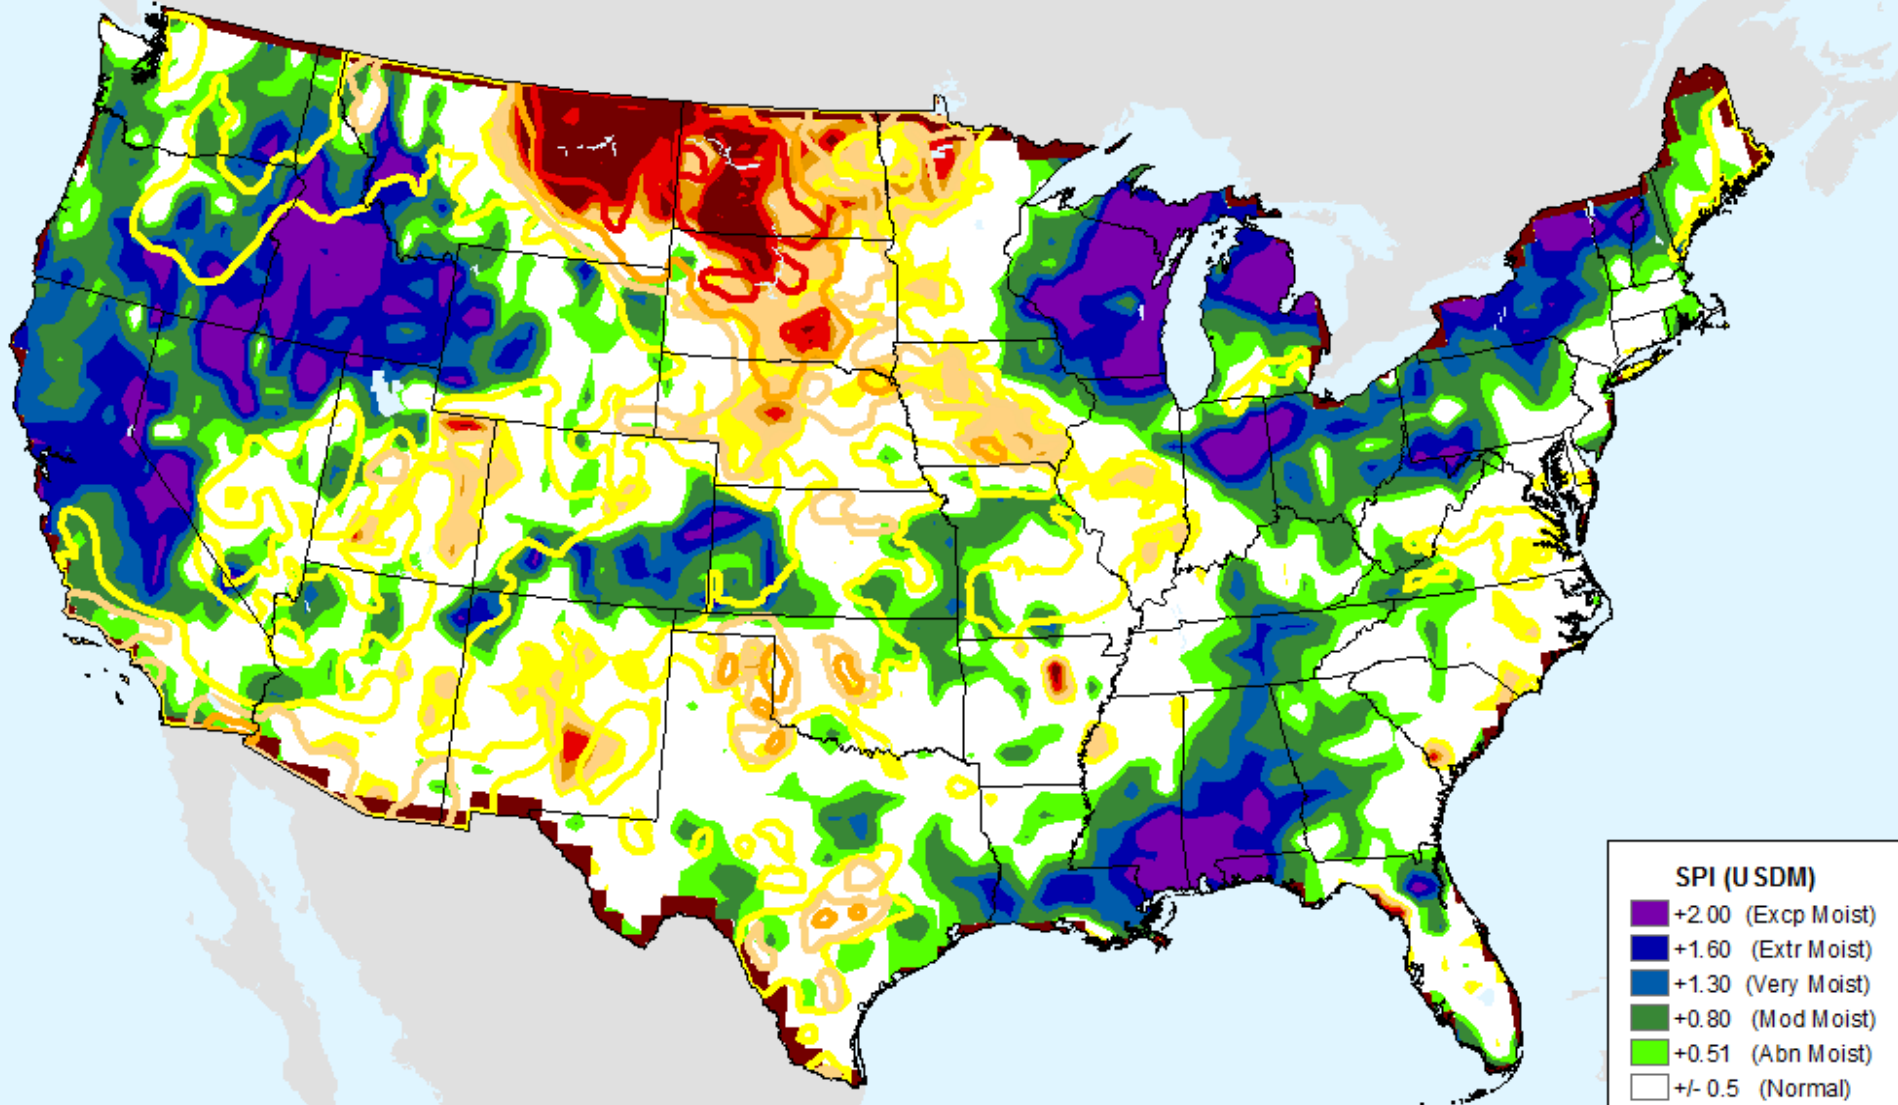 SPI (USDM)
+2.00 (Excp Moist)
+1.60 (Extr Moist)
+1.30 (Very Moist)
+0.80 (Mod Moist)
+0.51 (Abn Moist)
+/- 0.5 (Normal)